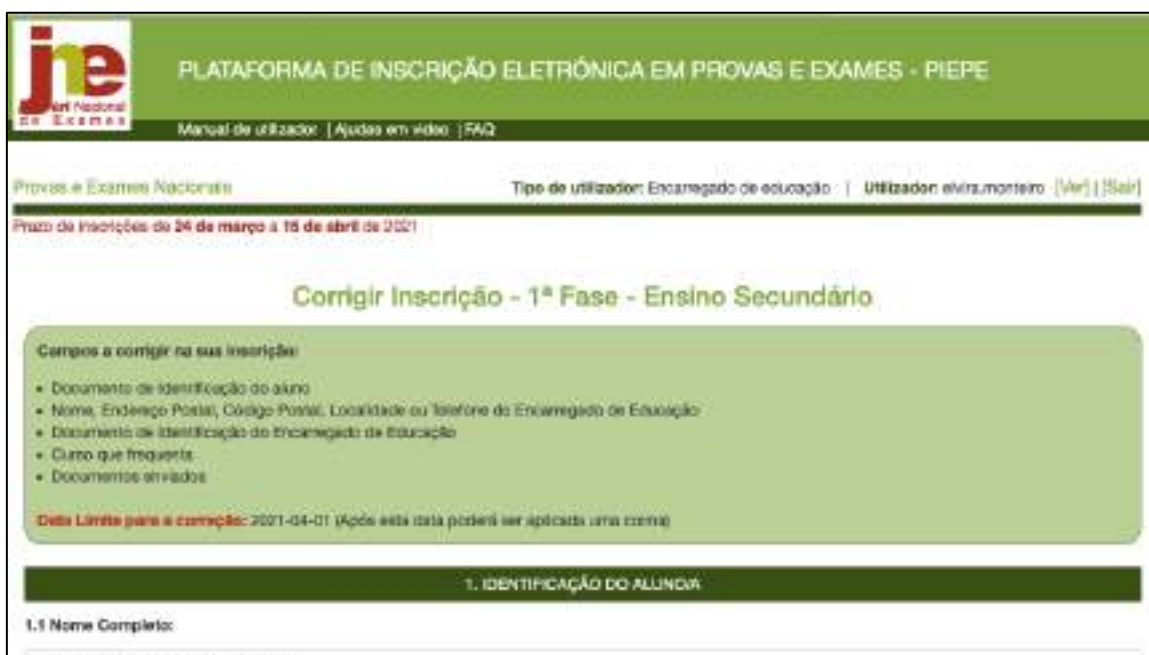 jne
Júri Nacional
de Exames
PLATAFORMA DE INSCRIÇÃO ELETRÓNICA EM PROVAS E EXAMES - PIEPE
Manual de utilizador | Ajudas em vídeo | FAQ
Provas e Exames Nacionais
Tipo de utilizador: Encarregado de educação | Utilizador: elvira.monteiro [Ver] | [Sair]
Prazo de inscrições de 24 de março a 15 de abril de 2021
Corrigir Inscrição - 1ª Fase - Ensino Secundário
Campos a corrigir na sua inscrição:
• Documento de Identificação do aluno
• Nome, Endereço Postal, Código Postal, Localidade ou Telefone do Encarregado de Educação
• Documento de Identificação do Encarregado de Educação
• Curso que frequenta
• Documentos enviados
Data Limite para a correção: 2021-04-01 (Após esta data poderá ser aplicada uma coima)
1. IDENTIFICAÇÃO DO ALUNO/A
1.1 Nome Completo: